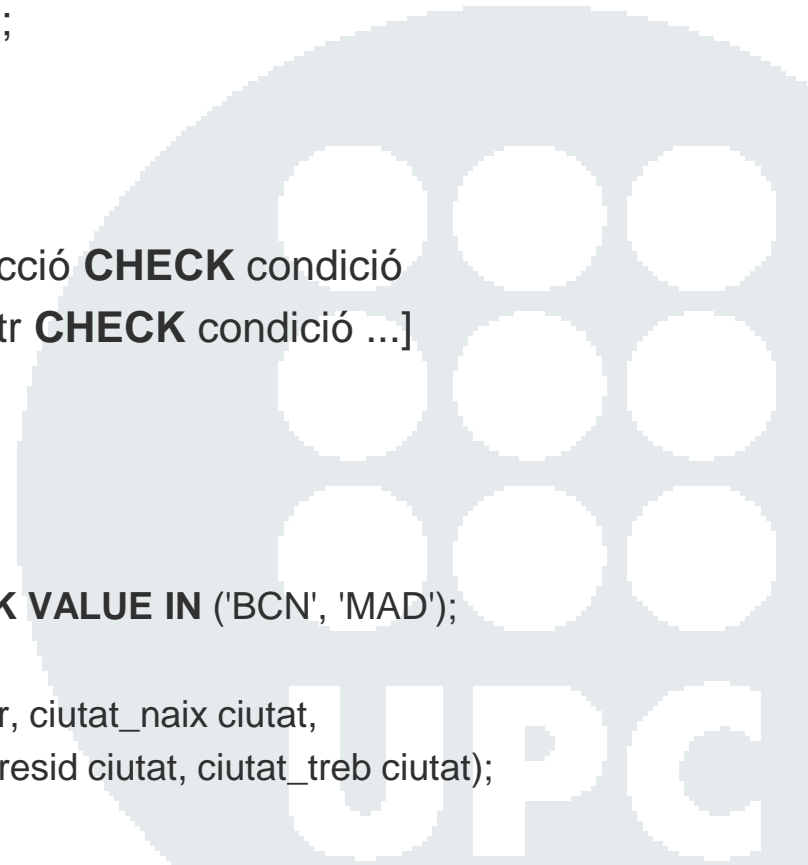 ;
cció CHECK condició
tr CHECK condició ...]
K VALUE IN ('BCN', 'MAD');
r, ciutat_naix ciutat,
resid ciutat, ciutat_treb ciutat);
UPC